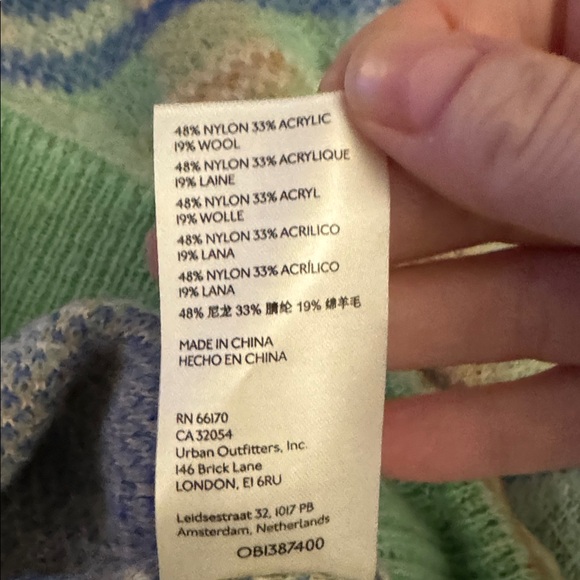 48% NYLON 33% ACRYLIC
19% WOOL
48% NYLON 33% ACRYLIQUE
19% LAINE
48% NYLON 33% ACRYL
19% WOLLE
48% NYLON 33% ACRILICO
19% LANA
48% NYLON 33% ACRÍLICO
19% LANA
48% 尼龙 33% 腈纶 19% 绵羊毛
MADE IN CHINA
HECHO EN CHINA
RN 66170
CA 32054
Urban Outfitters, Inc.
146 Brick Lane
LONDON, E1 6RU
Leidsestraat 32, 1017 PB
Amsterdam, Netherlands
OB1387400